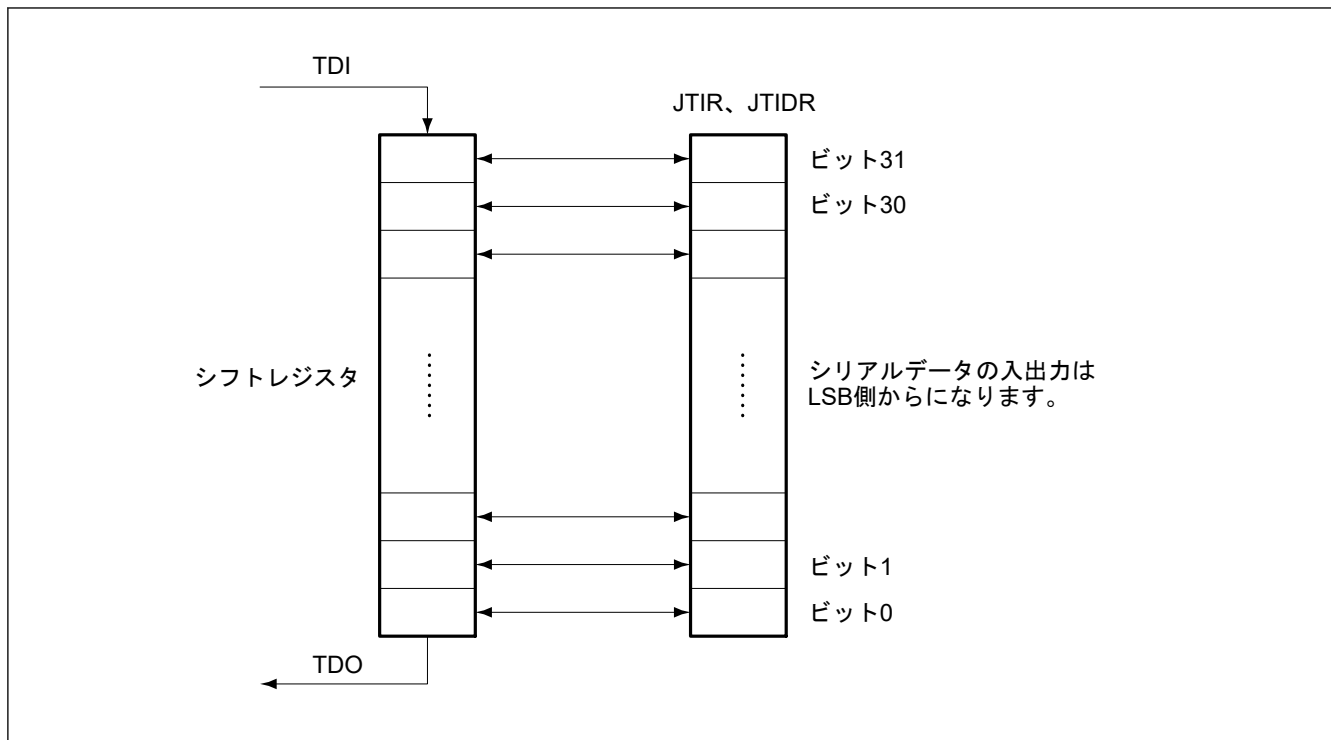 TDI
JTIR、JTIDR
ビット31
ビット30
シフトレジスタ
シリアルデータの入出力は
LSB側からになります。
ビット1
ビット0
TDO